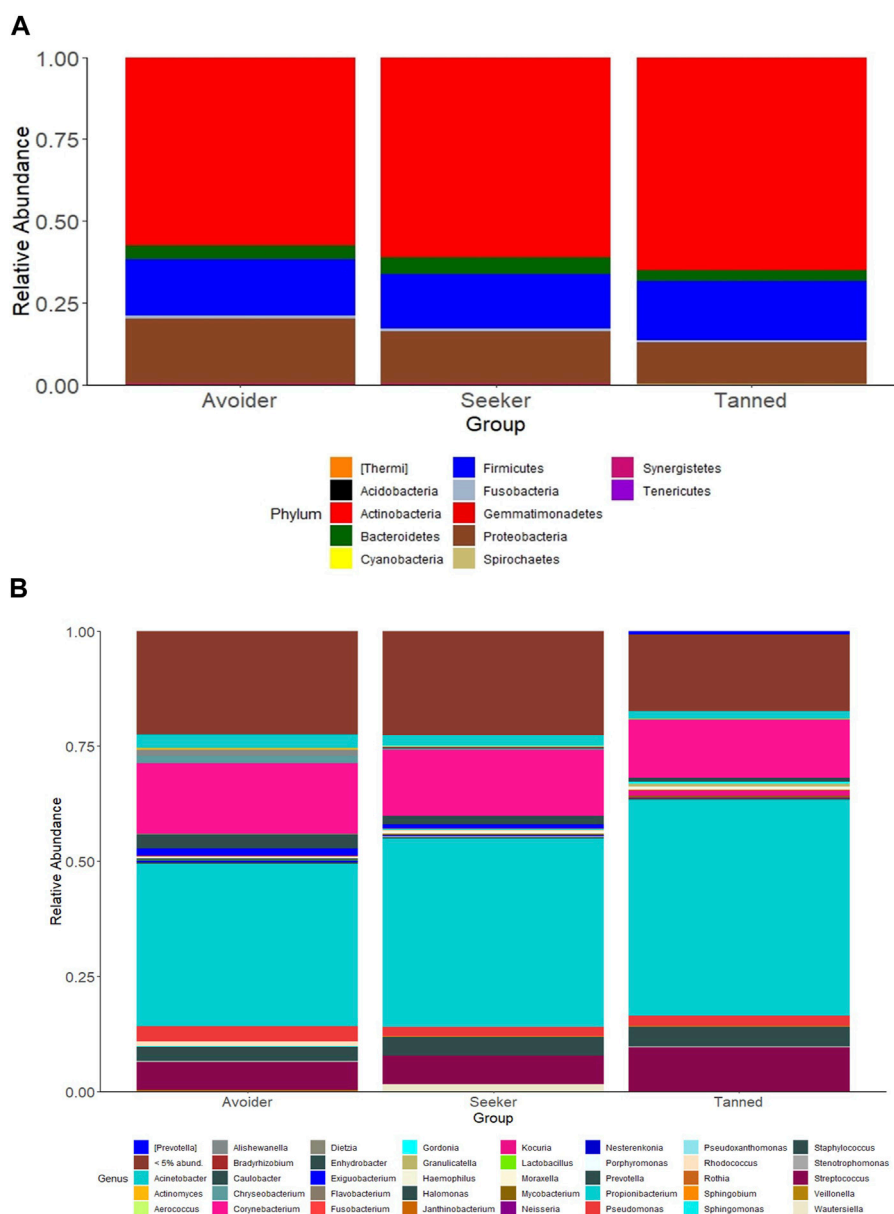 A
1.00
0.75
0.50
0.25
0.00
Relative Abundance
Avoider Seeker Tanned
Group
Phylum
[Thermi] Firmicutes Synergistetes
Acidobacteria Fusobacteria Tenericutes
Actinobacteria Gemmatimonadetes
Bacteroidetes Proteobacteria
Cyanobacteria Spirochaetes
B
1.00
0.75
0.50
0.25
0.00
Relative Abundance
Avoider Seeker Tanned
Group
Genus
[Prevotella] Alishewanella Dietzia Gordonia Kocuria Nesterenkonia Pseudoxanthomonas Staphylococcus
< 5% abund. Bradyrhizobium Enhydrobacter Granulicatella Lactobacillus Porphyromonas Rhodococcus Stenotrophomonas
Acinetobacter Caulobacter Exiguobacterium Haemophilus Moraxella Prevotella Rothia Streptococcus
Actinomyces Chryseobacterium Flavobacterium Halomonas Mycobacterium Propionibacterium Sphingobium Veillonella
Aerococcus Corynebacterium Fusobacterium Janthinobacterium Neisseria Pseudomonas Sphingomonas Wautersiella